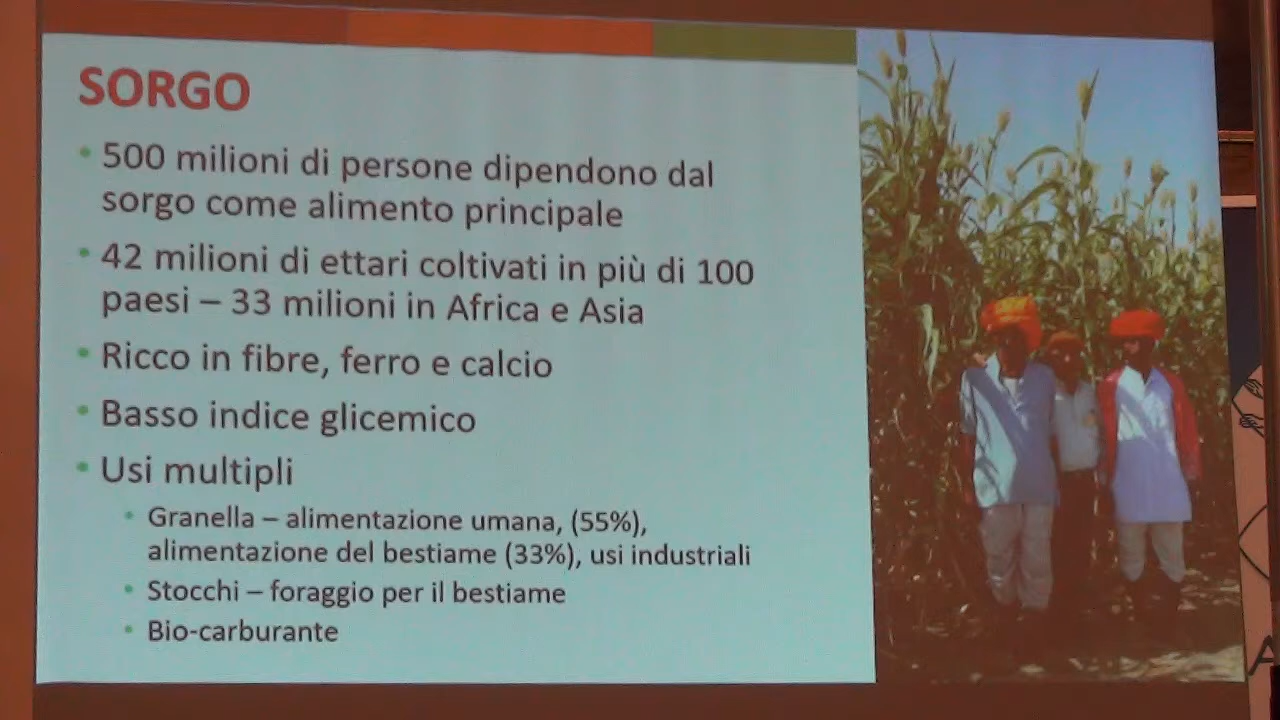 SORGO
• 500 milioni di persone dipendono dal
sorgo come alimento principale
• 42 milioni di ettari coltivati in più di 100
paesi – 33 milioni in Africa e Asia
• Ricco in fibre, ferro e calcio
• Basso indice glicemico
• Usi multipli
• Granella – alimentazione umana, (55%),
alimentazione del bestiame (33%), usi industriali
• Stocchi – foraggio per il bestiame
• Bio-carburante